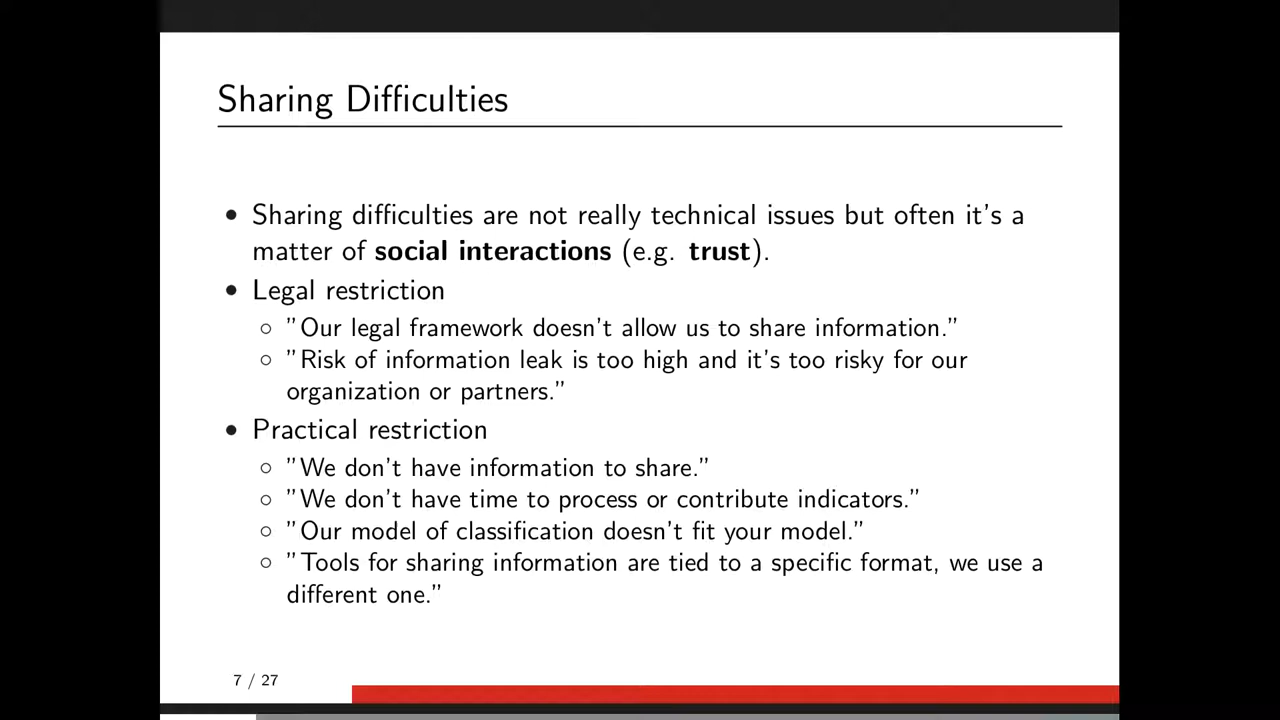 Sharing Difficulties
• Sharing difficulties are not really technical issues but often it's a
matter of social interactions (e.g. trust).
• Legal restriction
○ ”Our legal framework doesn't allow us to share information.”
○ ”Risk of information leak is too high and it's too risky for our
organization or partners.”
• Practical restriction
○ ”We don't have information to share.”
○ ”We don't have time to process or contribute indicators.”
○ ”Our model of classification doesn't fit your model.”
○ ”Tools for sharing information are tied to a specific format, we use a
different one.”
7 / 27